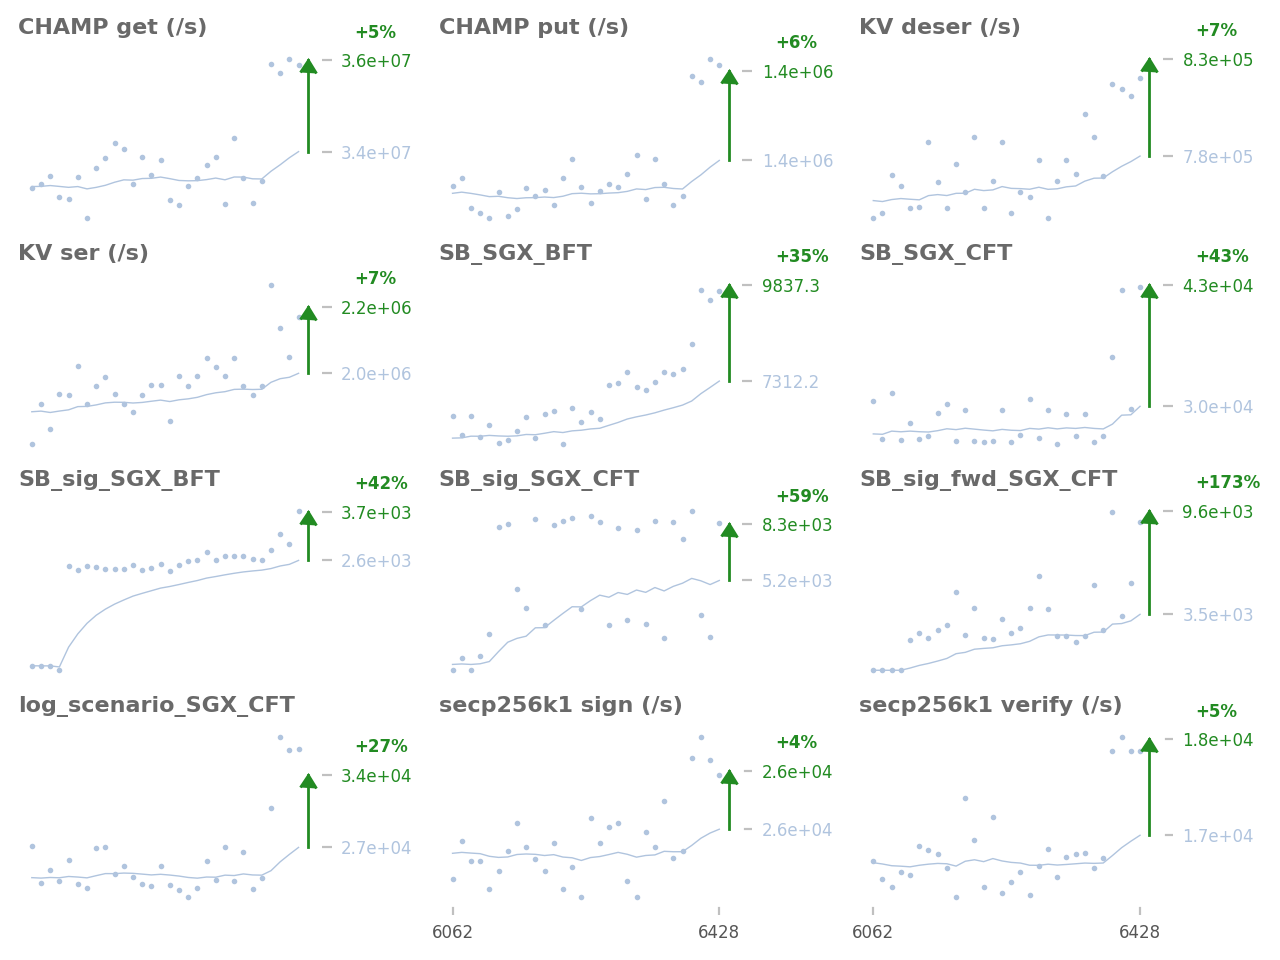 CHAMP get (/s)
+5%
3.6e+07
3.4e+07
CHAMP put (/s)
+6%
1.4e+06
1.4e+06
KV deser (/s)
+7%
8.3e+05
7.8e+05
KV ser (/s)
+7%
2.2e+06
2.0e+06
SB_SGX_BFT
+35%
9837.3
7312.2
SB_SGX_CFT
+43%
4.3e+04
3.0e+04
SB_sig_SGX_BFT
+42%
3.7e+03
2.6e+03
SB_sig_SGX_CFT
+59%
8.3e+03
5.2e+03
SB_sig_fwd_SGX_CFT
+173%
9.6e+03
3.5e+03
log_scenario_SGX_CFT
+27%
3.4e+04
2.7e+04
secp256k1 sign (/s)
+4%
2.6e+04
2.6e+04
6062
6428
secp256k1 verify (/s)
+5%
1.8e+04
1.7e+04
6062
6428